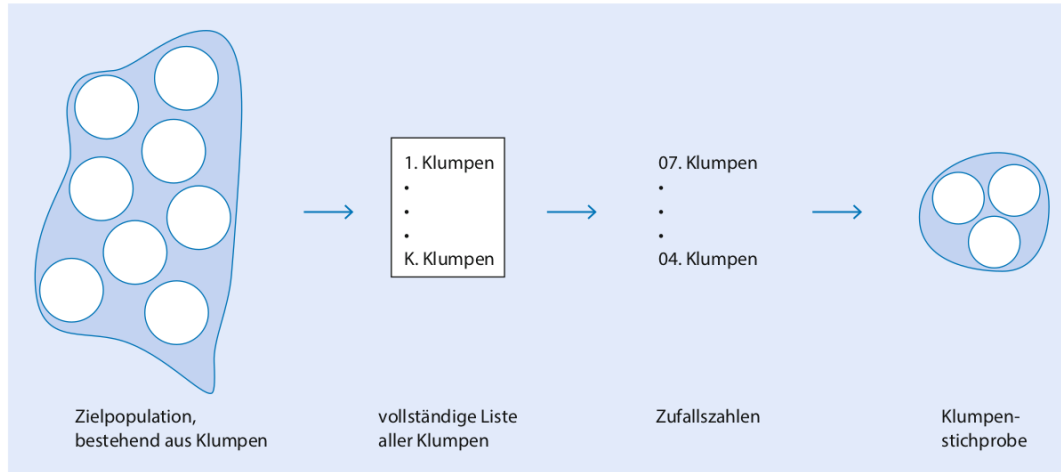 1. Klumpen
K. Klumpen
07. Klumpen
04. Klumpen
Zielpopulation,
bestehend aus Klumpen
vollständige Liste
aller Klumpen
Zufallszahlen
Klumpen-
stichprobe